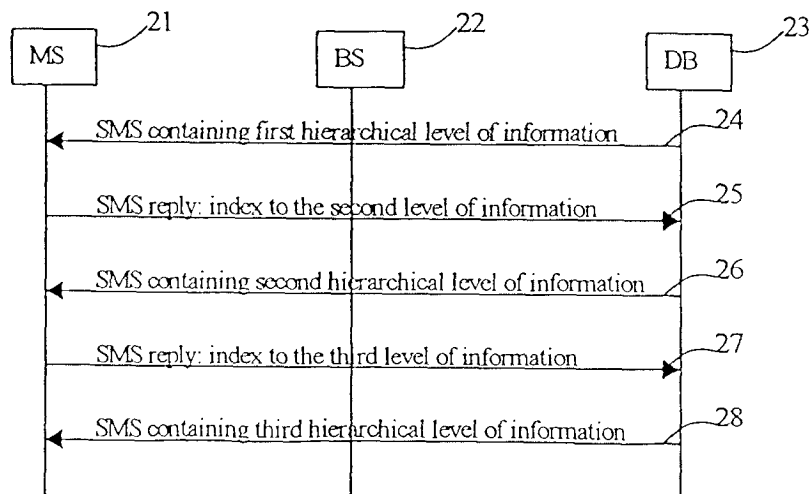 21
22
23
MS
BS
DB
SMS containing first hierarchical level of information
24
SMS reply: index to the second level of information
25
SMS containing second hierarchical level of information
26
SMS reply: index to the third level of information
27
SMS containing third hierarchical level of information
28